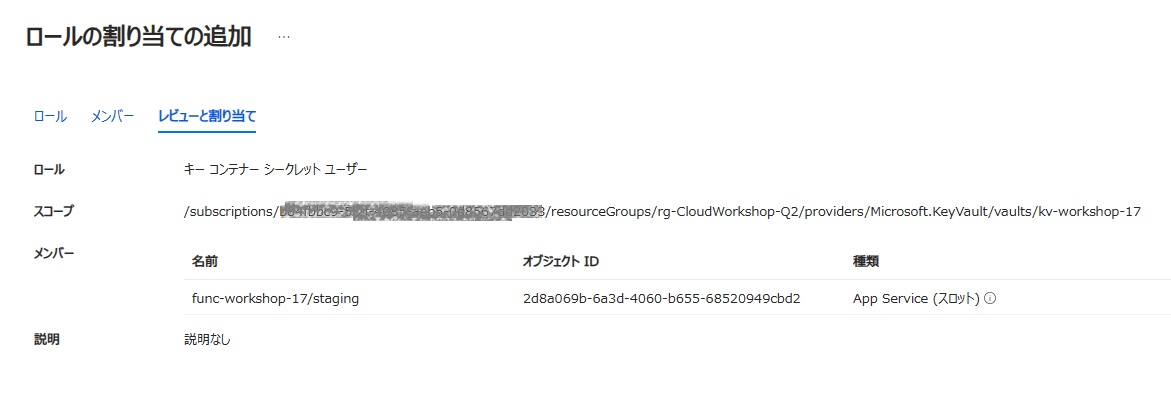 ロールの割り当ての追加 …
ロール メンバー レビューと割り当て
ロール キー コンテナー シークレット ユーザー
スコープ /subscriptions/ /resourceGroups/rg-CloudWorkshop-Q2/providers/Microsoft.KeyVault/vaults/kv-workshop-17
メンバー
名前 オブジェクト ID 種類
func-workshop-17/staging 2d8a069b-6a3d-4060-b655-68520949cbd2 App Service (スロット)
説明 説明なし